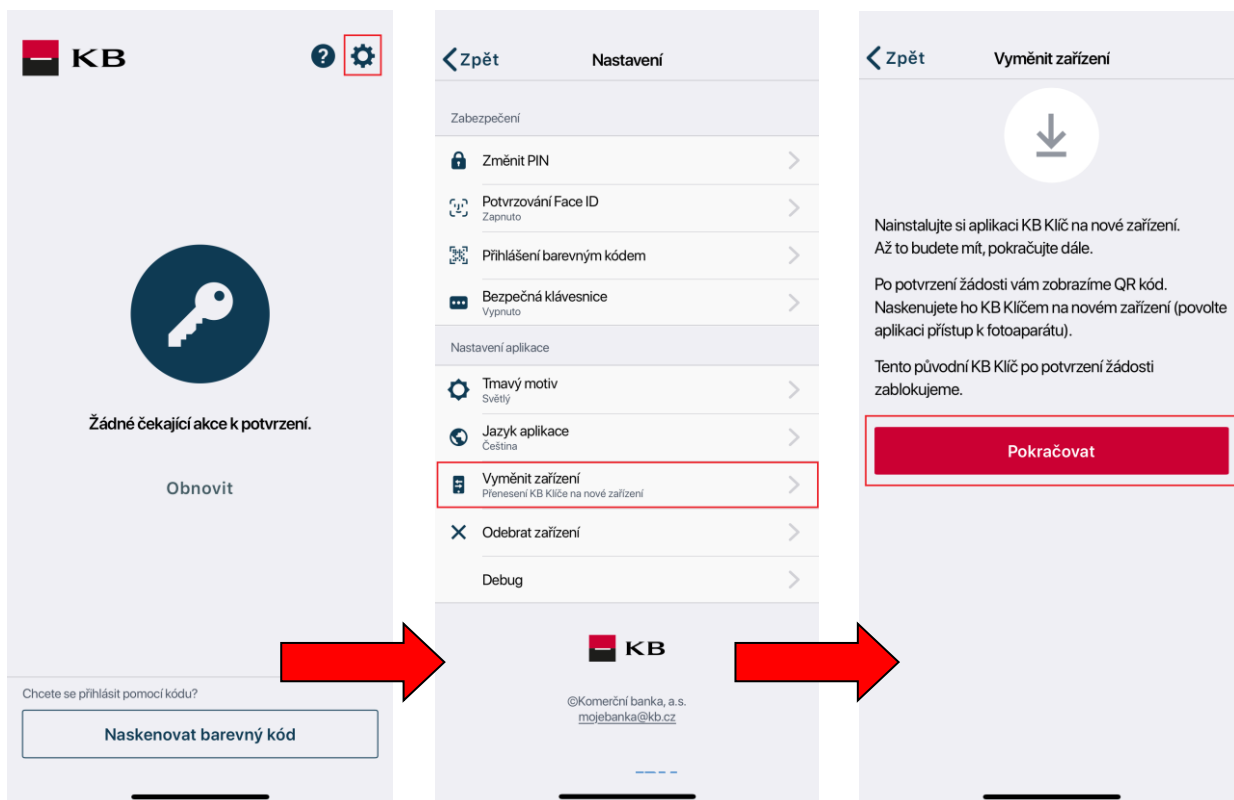 KB
?
Žádné čekající akce k potvrzení.
Obnovit
Chcete se přihlásit pomocí kódu?
Naskenovat barevný kód
Zpět
Nastavení
Zabezpečení
Změnit PIN
Potvrzování Face ID
Zapnuto
Přihlášení barevným kódem
Bezpečná klávesnice
Vypnuto
Nastavení aplikace
Tmavý motiv
Světlý
Jazyk aplikace
Čeština
Vyměnit zařízení
Přenesení KB Klíče na nové zařízení
Odebrat zařízení
Debug
KB
©Komerční banka, a.s.
mojebanka@kb.cz
Zpět
Vyměnit zařízení
Nainstalujte si aplikaci KB Klíč na nové zařízení.
Až to budete mít, pokračujte dále.
Po potvrzení žádosti vám zobrazíme QR kód.
Naskenujete ho KB Klíčem na novém zařízení (povolte
aplikaci přístup k fotoaparátu).
Tento původní KB Klíč po potvrzení žádosti
zablokujeme.
Pokračovat